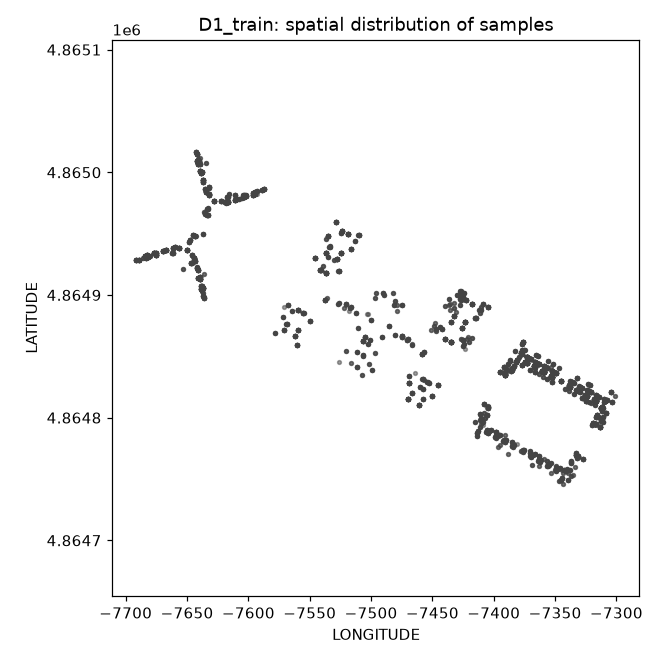 D1_train: spatial distribution of samples
1e6
4.8651
4.8650
4.8649
4.8648
4.8647
LATITUDE
−7700 −7650 −7600 −7550 −7500 −7450 −7400 −7350 −7300
LONGITUDE